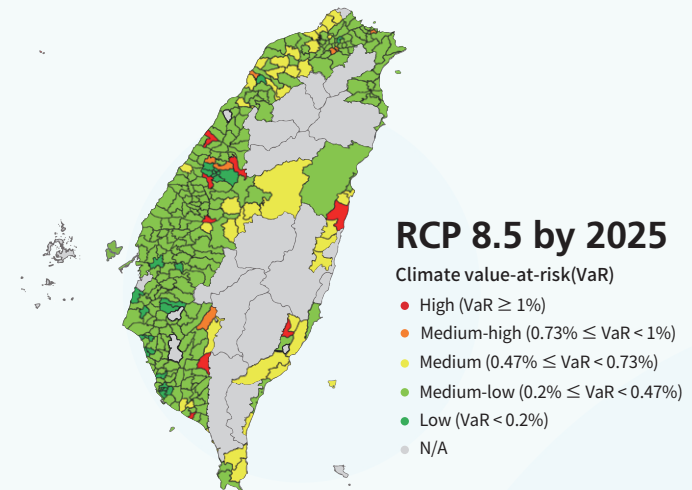 RCP 8.5 by 2025
Climate value-at-risk(VaR)
High (VaR ≥ 1%)
Medium-high (0.73% ≤ VaR < 1%)
Medium (0.47% ≤ VaR < 0.73%)
Medium-low (0.2% ≤ VaR < 0.47%)
Low (VaR < 0.2%)
N/A